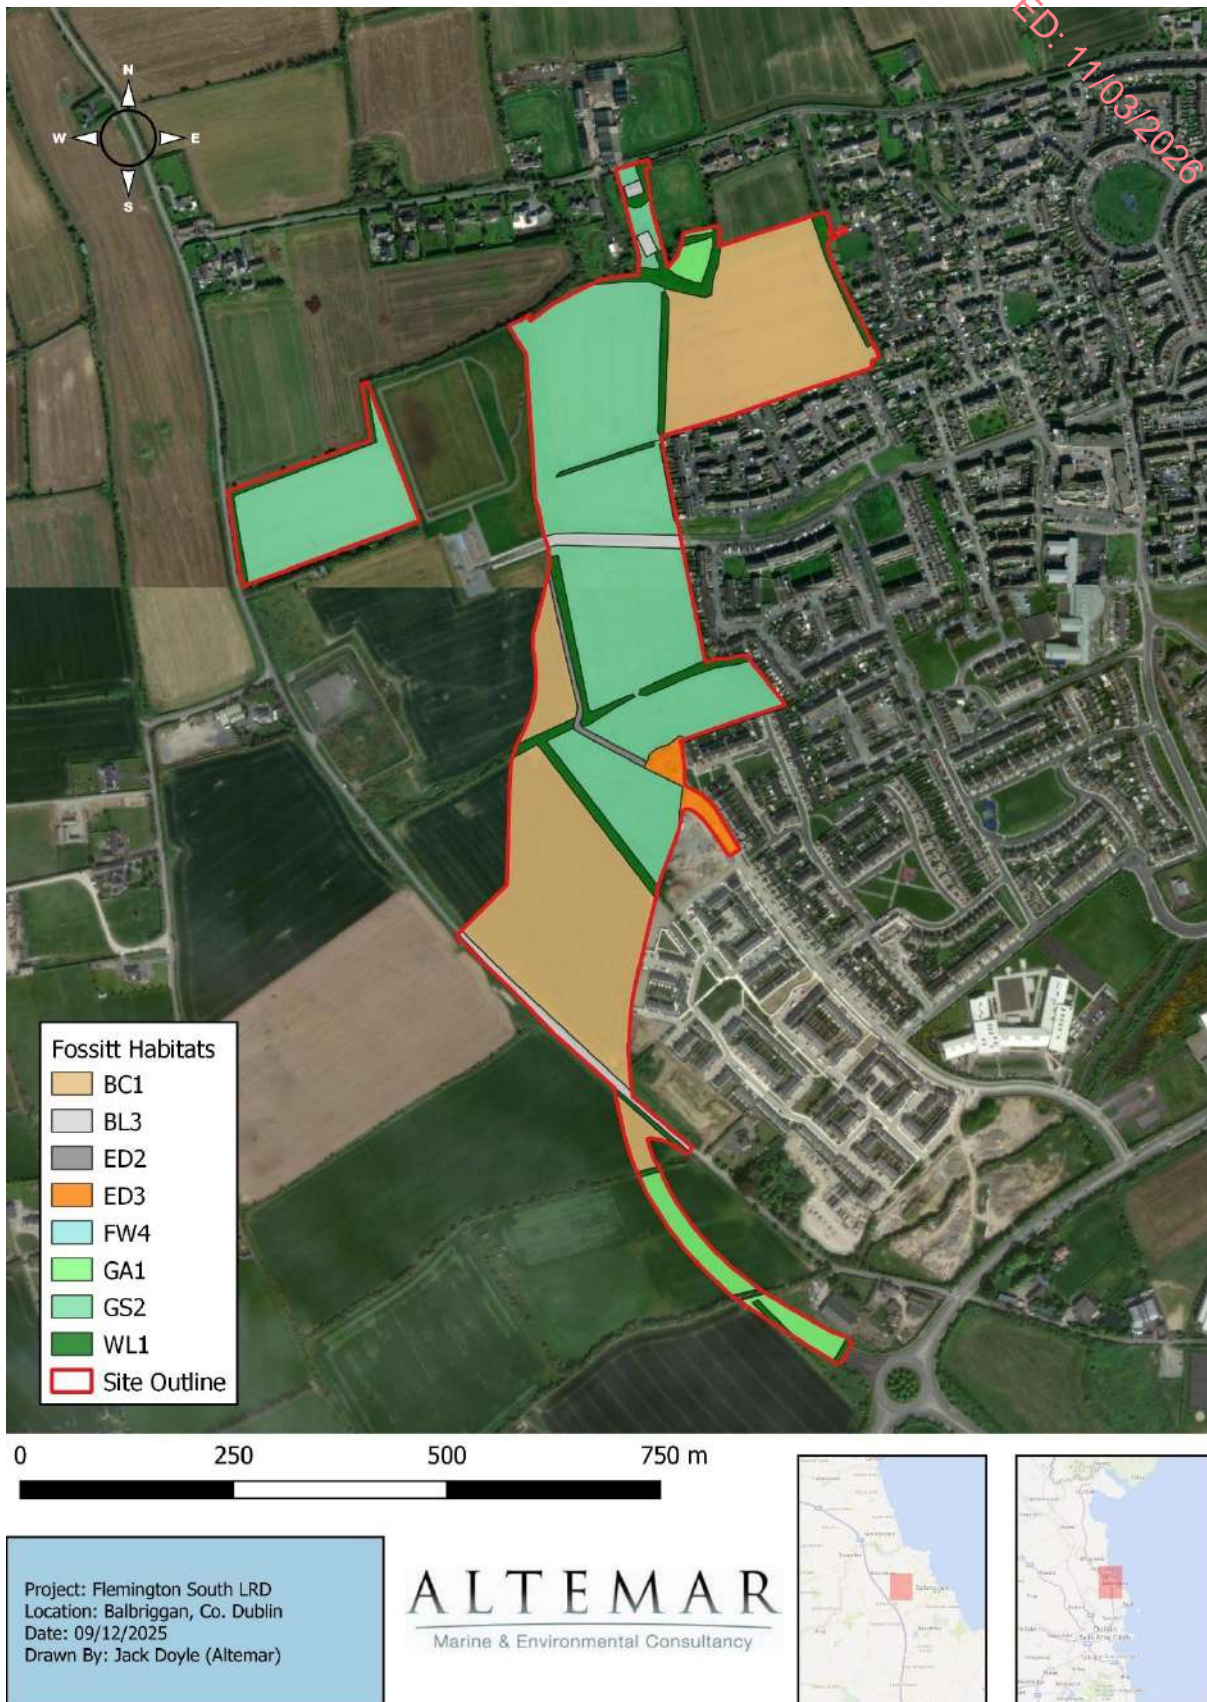 ED: 11/03/2026
N
W
E
S
Fossitt Habitats
BC1
BL3
ED2
ED3
FW4
GA1
GS2
WL1
Site Outline
0 250 500 750 m
Project: Flemington South LRD
Location: Balbriggan, Co. Dublin
Date: 09/12/2025
Drawn By: Jack Doyle (Altemar)
ALTEMAR
Marine & Environmental Consultancy
Balbriggan
Dublin